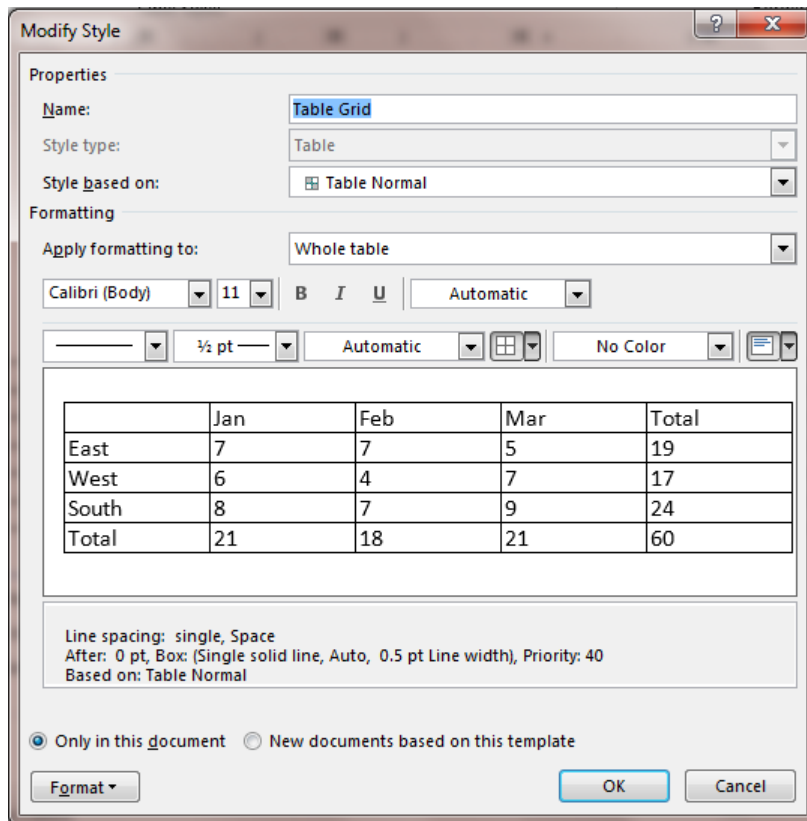 Modify Style
?
X
Properties
Name: Table Grid
Style type: Table
Style based on: Table Normal
Formatting
Apply formatting to: Whole table
Calibri (Body) 11 B I U Automatic
½ pt Automatic No Color
Jan Feb Mar Total
East 7 7 5 19
West 6 4 7 17
South 8 7 9 24
Total 21 18 21 60
Line spacing: single, Space
After: 0 pt, Box: (Single solid line, Auto, 0.5 pt Line width), Priority: 40
Based on: Table Normal
Only in this document New documents based on this template
Format OK Cancel